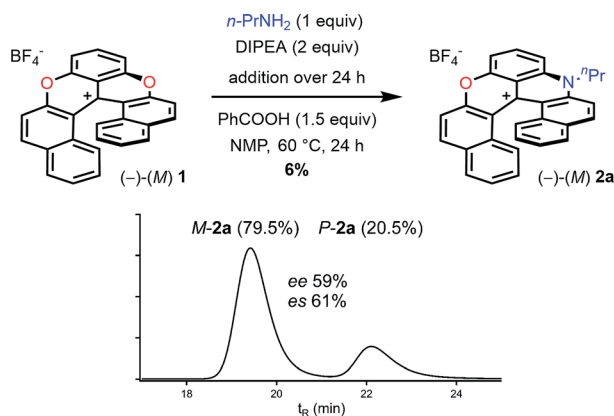 n-PrNH2 (1 equiv)
DIPEA (2 equiv)
addition over 24 h
PhCOOH (1.5 equiv)
NMP, 60 °C, 24 h
6%
BF4-
O
O
+
(−)-(M) 1
BF4-
O
N
nPr
+
(−)-(M) 2a
M-2a (79.5%) P-2a (20.5%)
ee 59%
es 61%
18 20 22 24
tR (min)